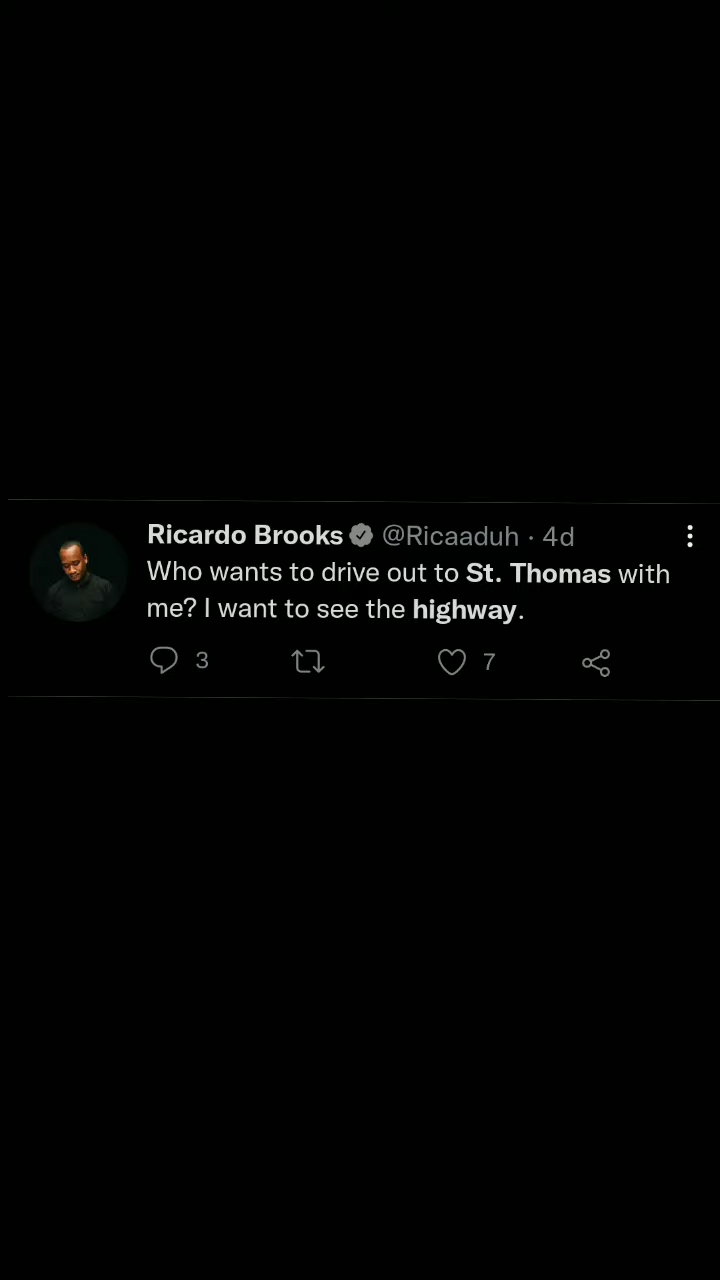 Ricardo Brooks @Ricaaduh · 4d
Who wants to drive out to St. Thomas with
me? I want to see the highway.
3 7